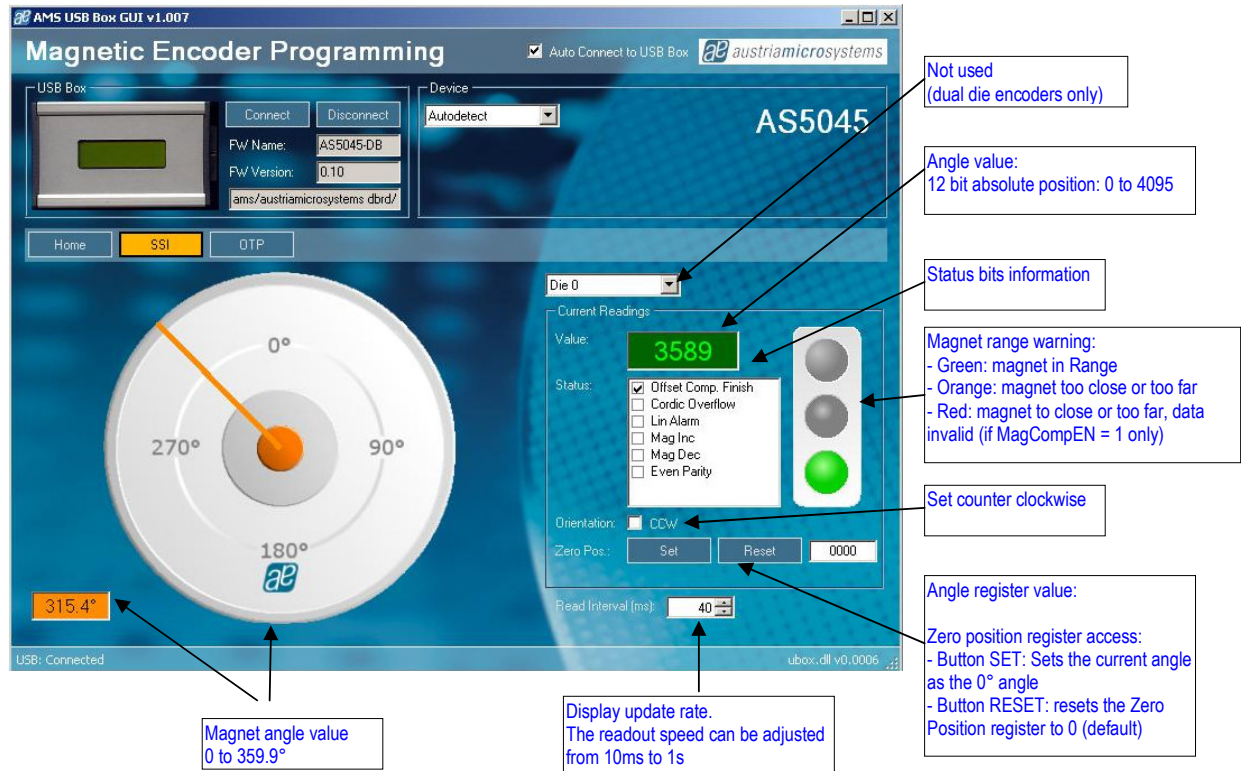 AMS USB Box GUI v1.007
Magnetic Encoder Programming
Auto Connect to USB Box
austriamicrosystems
USB Box
Connect
Disconnect
FW Name:
AS5045-DB
FW Version:
0.10
ams/austriamicrosystems dbrd/
Device
Autodetect
AS5045
Home
SSI
OTP
0°
90°
180°
270°
315.4°
Die 0
Current Readings
Value:
3589
Status:
Offset Comp. Finish
Cordic Overflow
Lin Alarm
Mag Inc
Mag Dec
Even Parity
Orientation:
CCW
Zero Pos.:
Set
Reset
0000
Read Interval (ms):
40
USB: Connected
ubox.dll v0.0006
Not used
(dual die encoders only)
Angle value:
12 bit absolute position: 0 to 4095
Status bits information
Magnet range warning:
- Green: magnet in Range
- Orange: magnet too close or too far
- Red: magnet to close or too far, data
invalid (if MagCompEN = 1 only)
Set counter clockwise
Angle register value:
Zero position register access:
- Button SET: Sets the current angle
as the 0° angle
- Button RESET: resets the Zero
Position register to 0 (default)
Magnet angle value
0 to 359.9°
Display update rate.
The readout speed can be adjusted
from 10ms to 1s